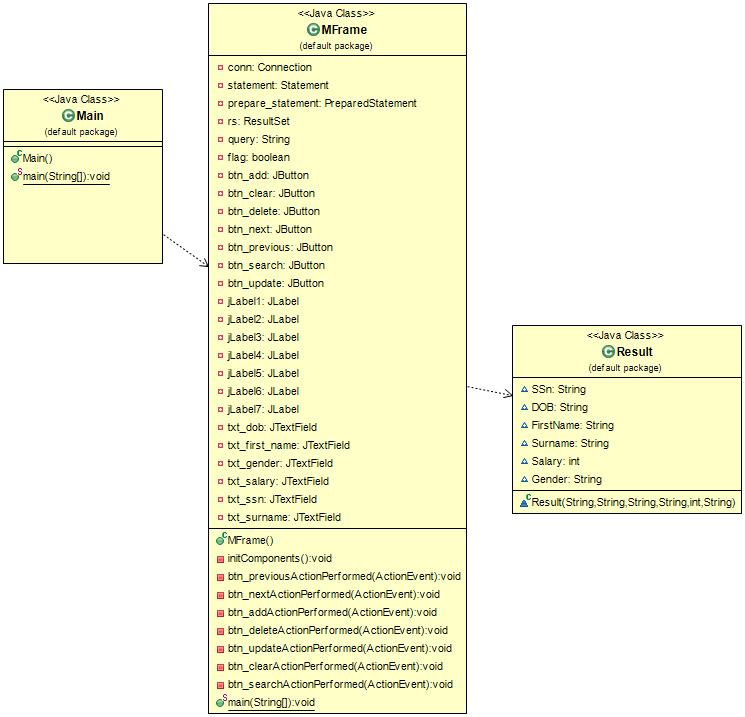 <<Java Class>>
Main
(default package)
Main()
main(String[]):void
<<Java Class>>
MFrame
(default package)
conn: Connection
statement: Statement
prepare_statement: PreparedStatement
rs: ResultSet
query: String
flag: boolean
btn_add: JButton
btn_clear: JButton
btn_delete: JButton
btn_next: JButton
btn_previous: JButton
btn_search: JButton
btn_update: JButton
jLabel1: JLabel
jLabel2: JLabel
jLabel3: JLabel
jLabel4: JLabel
jLabel5: JLabel
jLabel6: JLabel
jLabel7: JLabel
txt_dob: JTextField
txt_first_name: JTextField
txt_gender: JTextField
txt_salary: JTextField
txt_ssn: JTextField
txt_surname: JTextField
MFrame()
initComponents():void
btn_previousActionPerformed(ActionEvent):void
btn_nextActionPerformed(ActionEvent):void
btn_addActionPerformed(ActionEvent):void
btn_deleteActionPerformed(ActionEvent):void
btn_updateActionPerformed(ActionEvent):void
btn_clearActionPerformed(ActionEvent):void
btn_searchActionPerformed(ActionEvent):void
main(String[]):void
<<Java Class>>
Result
(default package)
SSn: String
DOB: String
FirstName: String
Surname: String
Salary: int
Gender: String
Result(String,String,String,String,int,String)